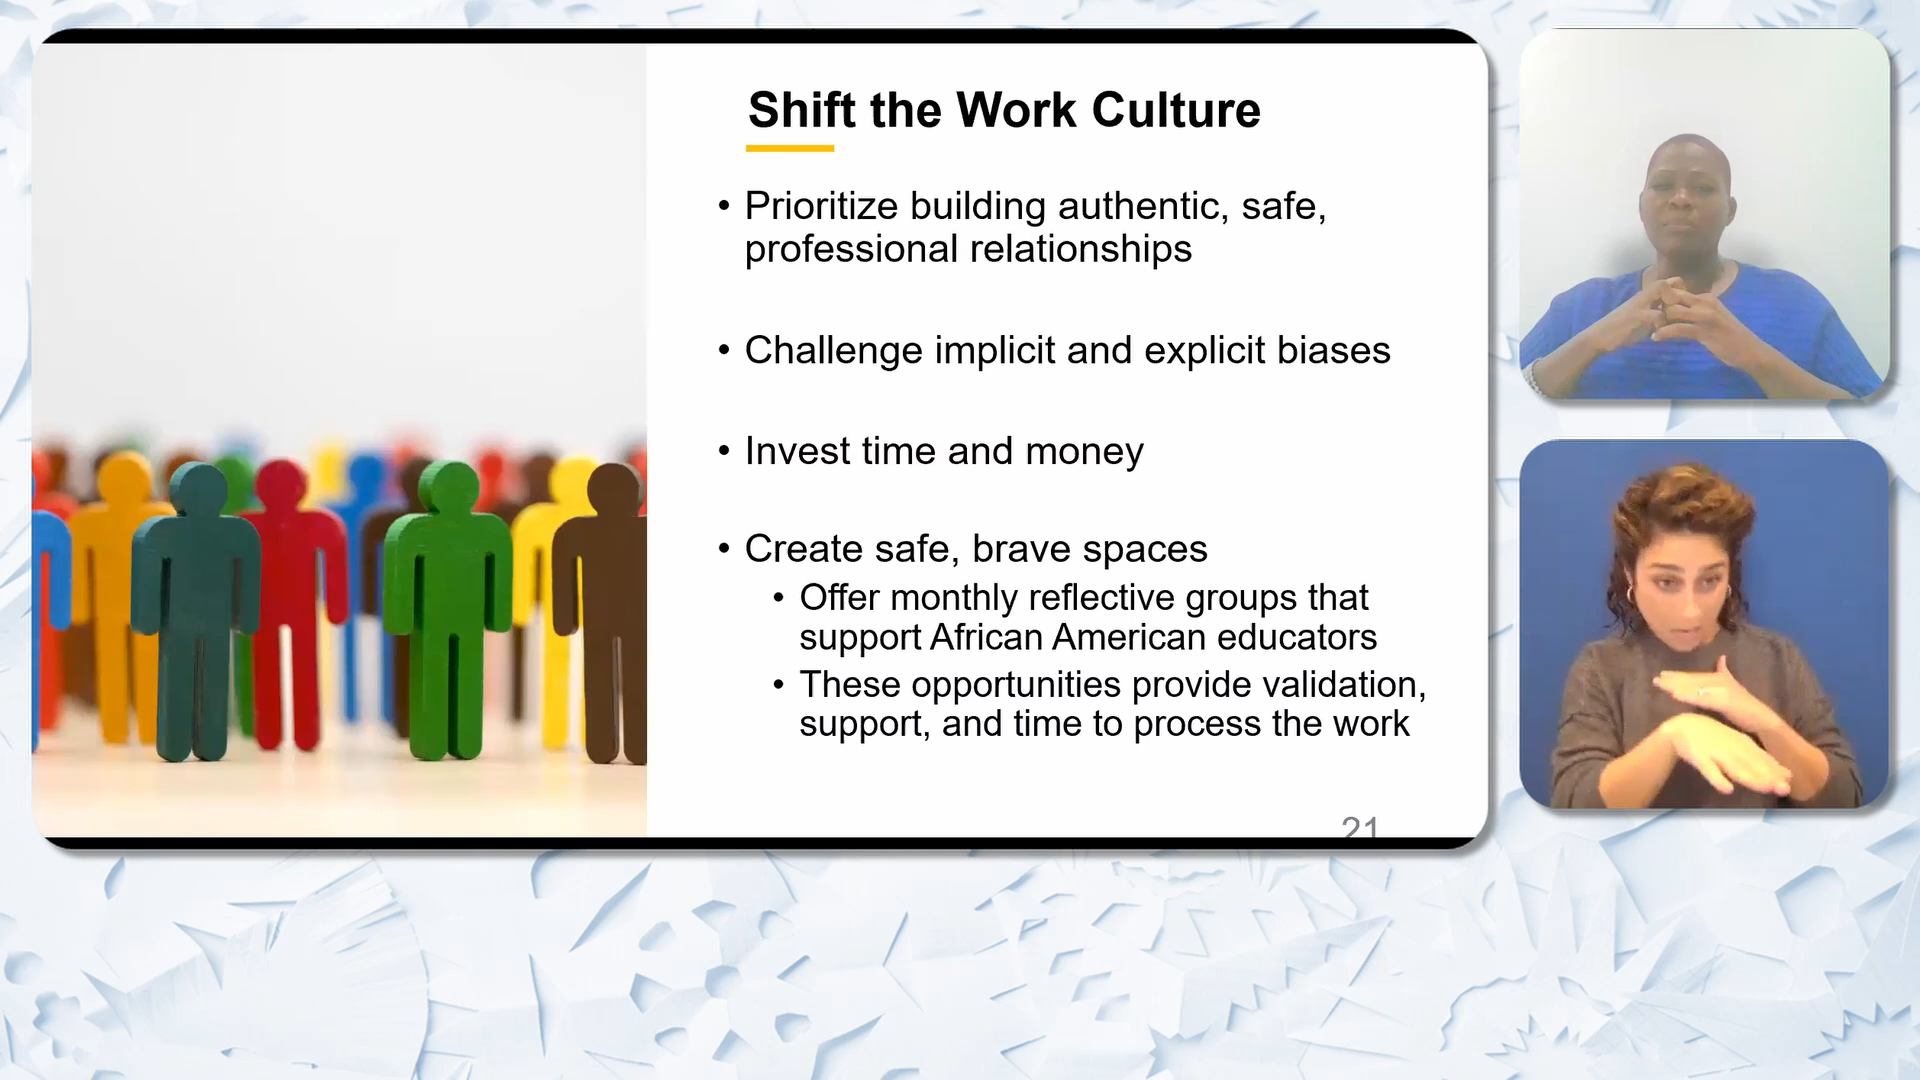 Shift the Work Culture
• Prioritize building authentic, safe,
professional relationships
• Challenge implicit and explicit biases
• Invest time and money
• Create safe, brave spaces
• Offer monthly reflective groups that
support African American educators
• These opportunities provide validation,
support, and time to process the work
21